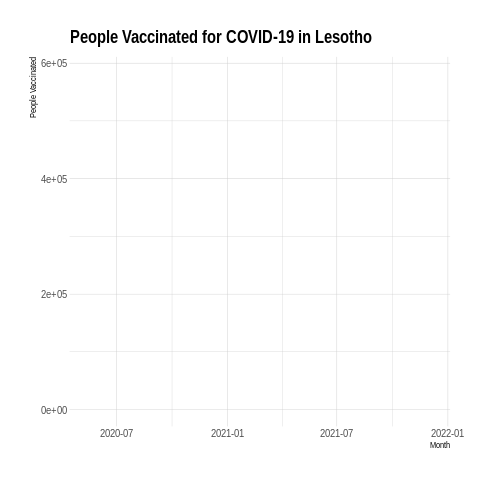 People Vaccinated for COVID-19 in Lesotho
People Vaccinated
6e+05
4e+05
2e+05
0e+00
2020-07 2021-01 2021-07 2022-01
Month